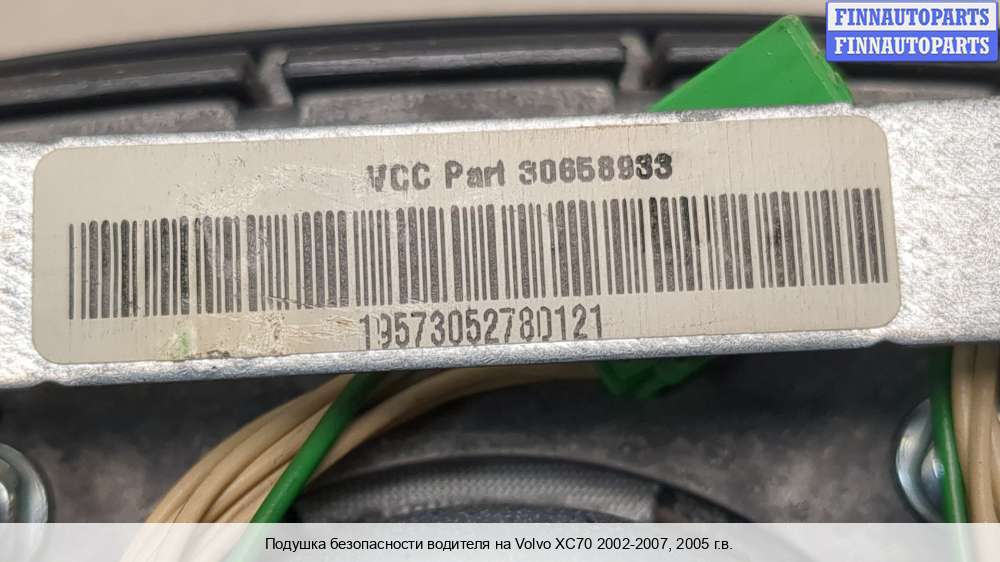 FINNAUTOPARTS
FINNAUTOPARTS
VCC Part 30658933
19573052780121
Подушка безопасности водителя на Volvo XC70 2002-2007, 2005 г.в.